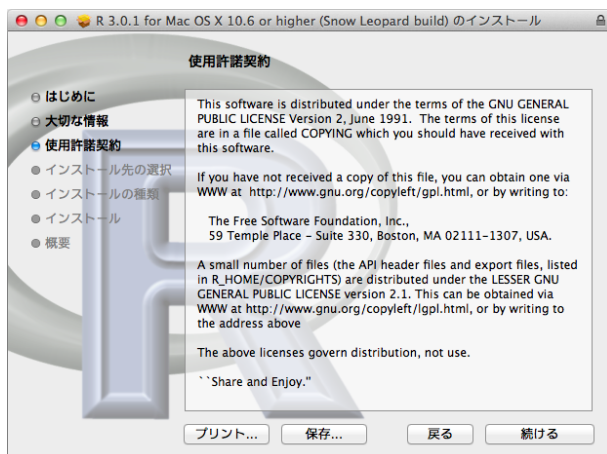 R 3.0.1 for Mac OS X 10.6 or higher (Snow Leopard build) のインストール
使用許諾契約
はじめに
大切な情報
使用許諾契約
インストール先の選択
インストールの種類
インストール
概要
This software is distributed under the terms of the GNU GENERAL
PUBLIC LICENSE Version 2, June 1991.  The terms of this license
are in a file called COPYING which you should have received with
this software.
If you have not received a copy of this file, you can obtain one via
WWW at  http://www.gnu.org/copyleft/gpl.html, or by writing to:
The Free Software Foundation, Inc.,
59 Temple Place – Suite 330, Boston, MA 02111–1307, USA.
A small number of files (the API header files and export files, listed
in R_HOME/COPYRIGHTS) are distributed under the LESSER GNU
GENERAL PUBLIC LICENSE version 2.1. This can be obtained via
WWW at http://www.gnu.org/copyleft/lgpl.html, or by writing to
the address above
The above licenses govern distribution, not use.
``Share and Enjoy.''
プリント...
保存...
戻る
続ける
R